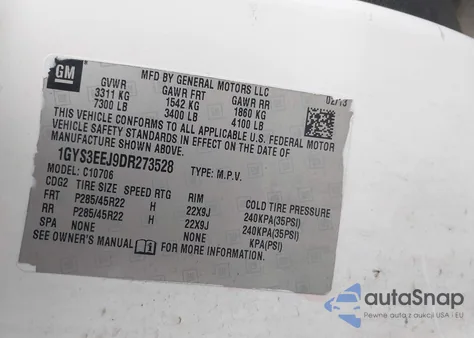 GM
MFD BY GENERAL MOTORS LLC
02/13
GVWR GAWR FRT GAWR RR
3311 KG 1542 KG 1860 KG
7300 LB 3400 LB 4100 LB
THIS VEHICLE CONFORMS TO ALL APPLICABLE U.S. FEDERAL MOTOR
VEHICLE SAFETY STANDARDS IN EFFECT ON THE DATE OF
MANUFACTURE SHOWN ABOVE.
1GYS3EEJ9DR273528 TYPE: M.P.V.
MODEL: C10706
CDG2 TIRE SIZE SPEED RTG RIM COLD TIRE PRESSURE
FRT P285/45R22 H 22X9J 240KPA(35PSI)
RR P285/45R22 H 22X9J 240KPA(35PSI)
SPA NONE NONE KPA(PSI)
SEE OWNER'S MANUAL FOR MORE INFORMATION.
autoSnap
Pewne auta z aukcji USA i EU